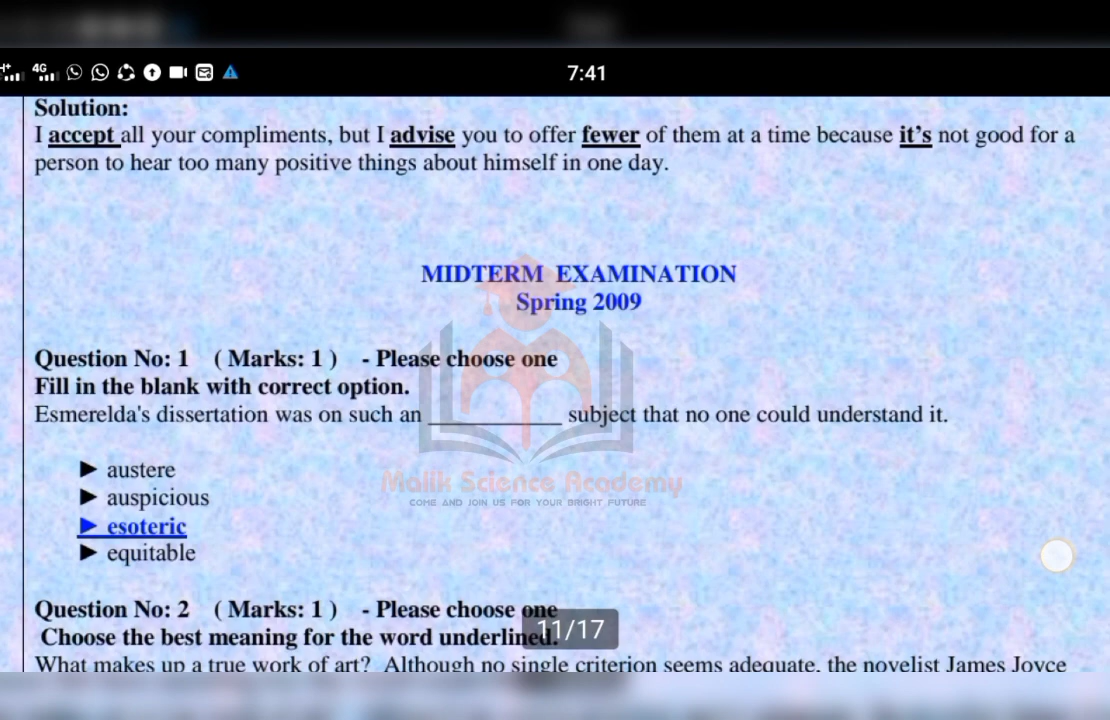 4G
7:41
Solution:
I accept all your compliments, but I advise you to offer fewer of them at a time because it's not good for a
person to hear too many positive things about himself in one day.
MIDTERM EXAMINATION
Spring 2009
Question No: 1 ( Marks: 1 ) - Please choose one
Fill in the blank with correct option.
Esmerelda's dissertation was on such an ____________ subject that no one could understand it.
► austere
► auspicious
► esoteric
► equitable
Malik Science Academy
COME AND JOIN US FOR YOUR BRIGHT FUTURE
Question No: 2 ( Marks: 1 ) - Please choose one
Choose the best meaning for the word underlined.
11/17
What makes up a true work of art? Although no single criterion seems adequate, the novelist James Joyce